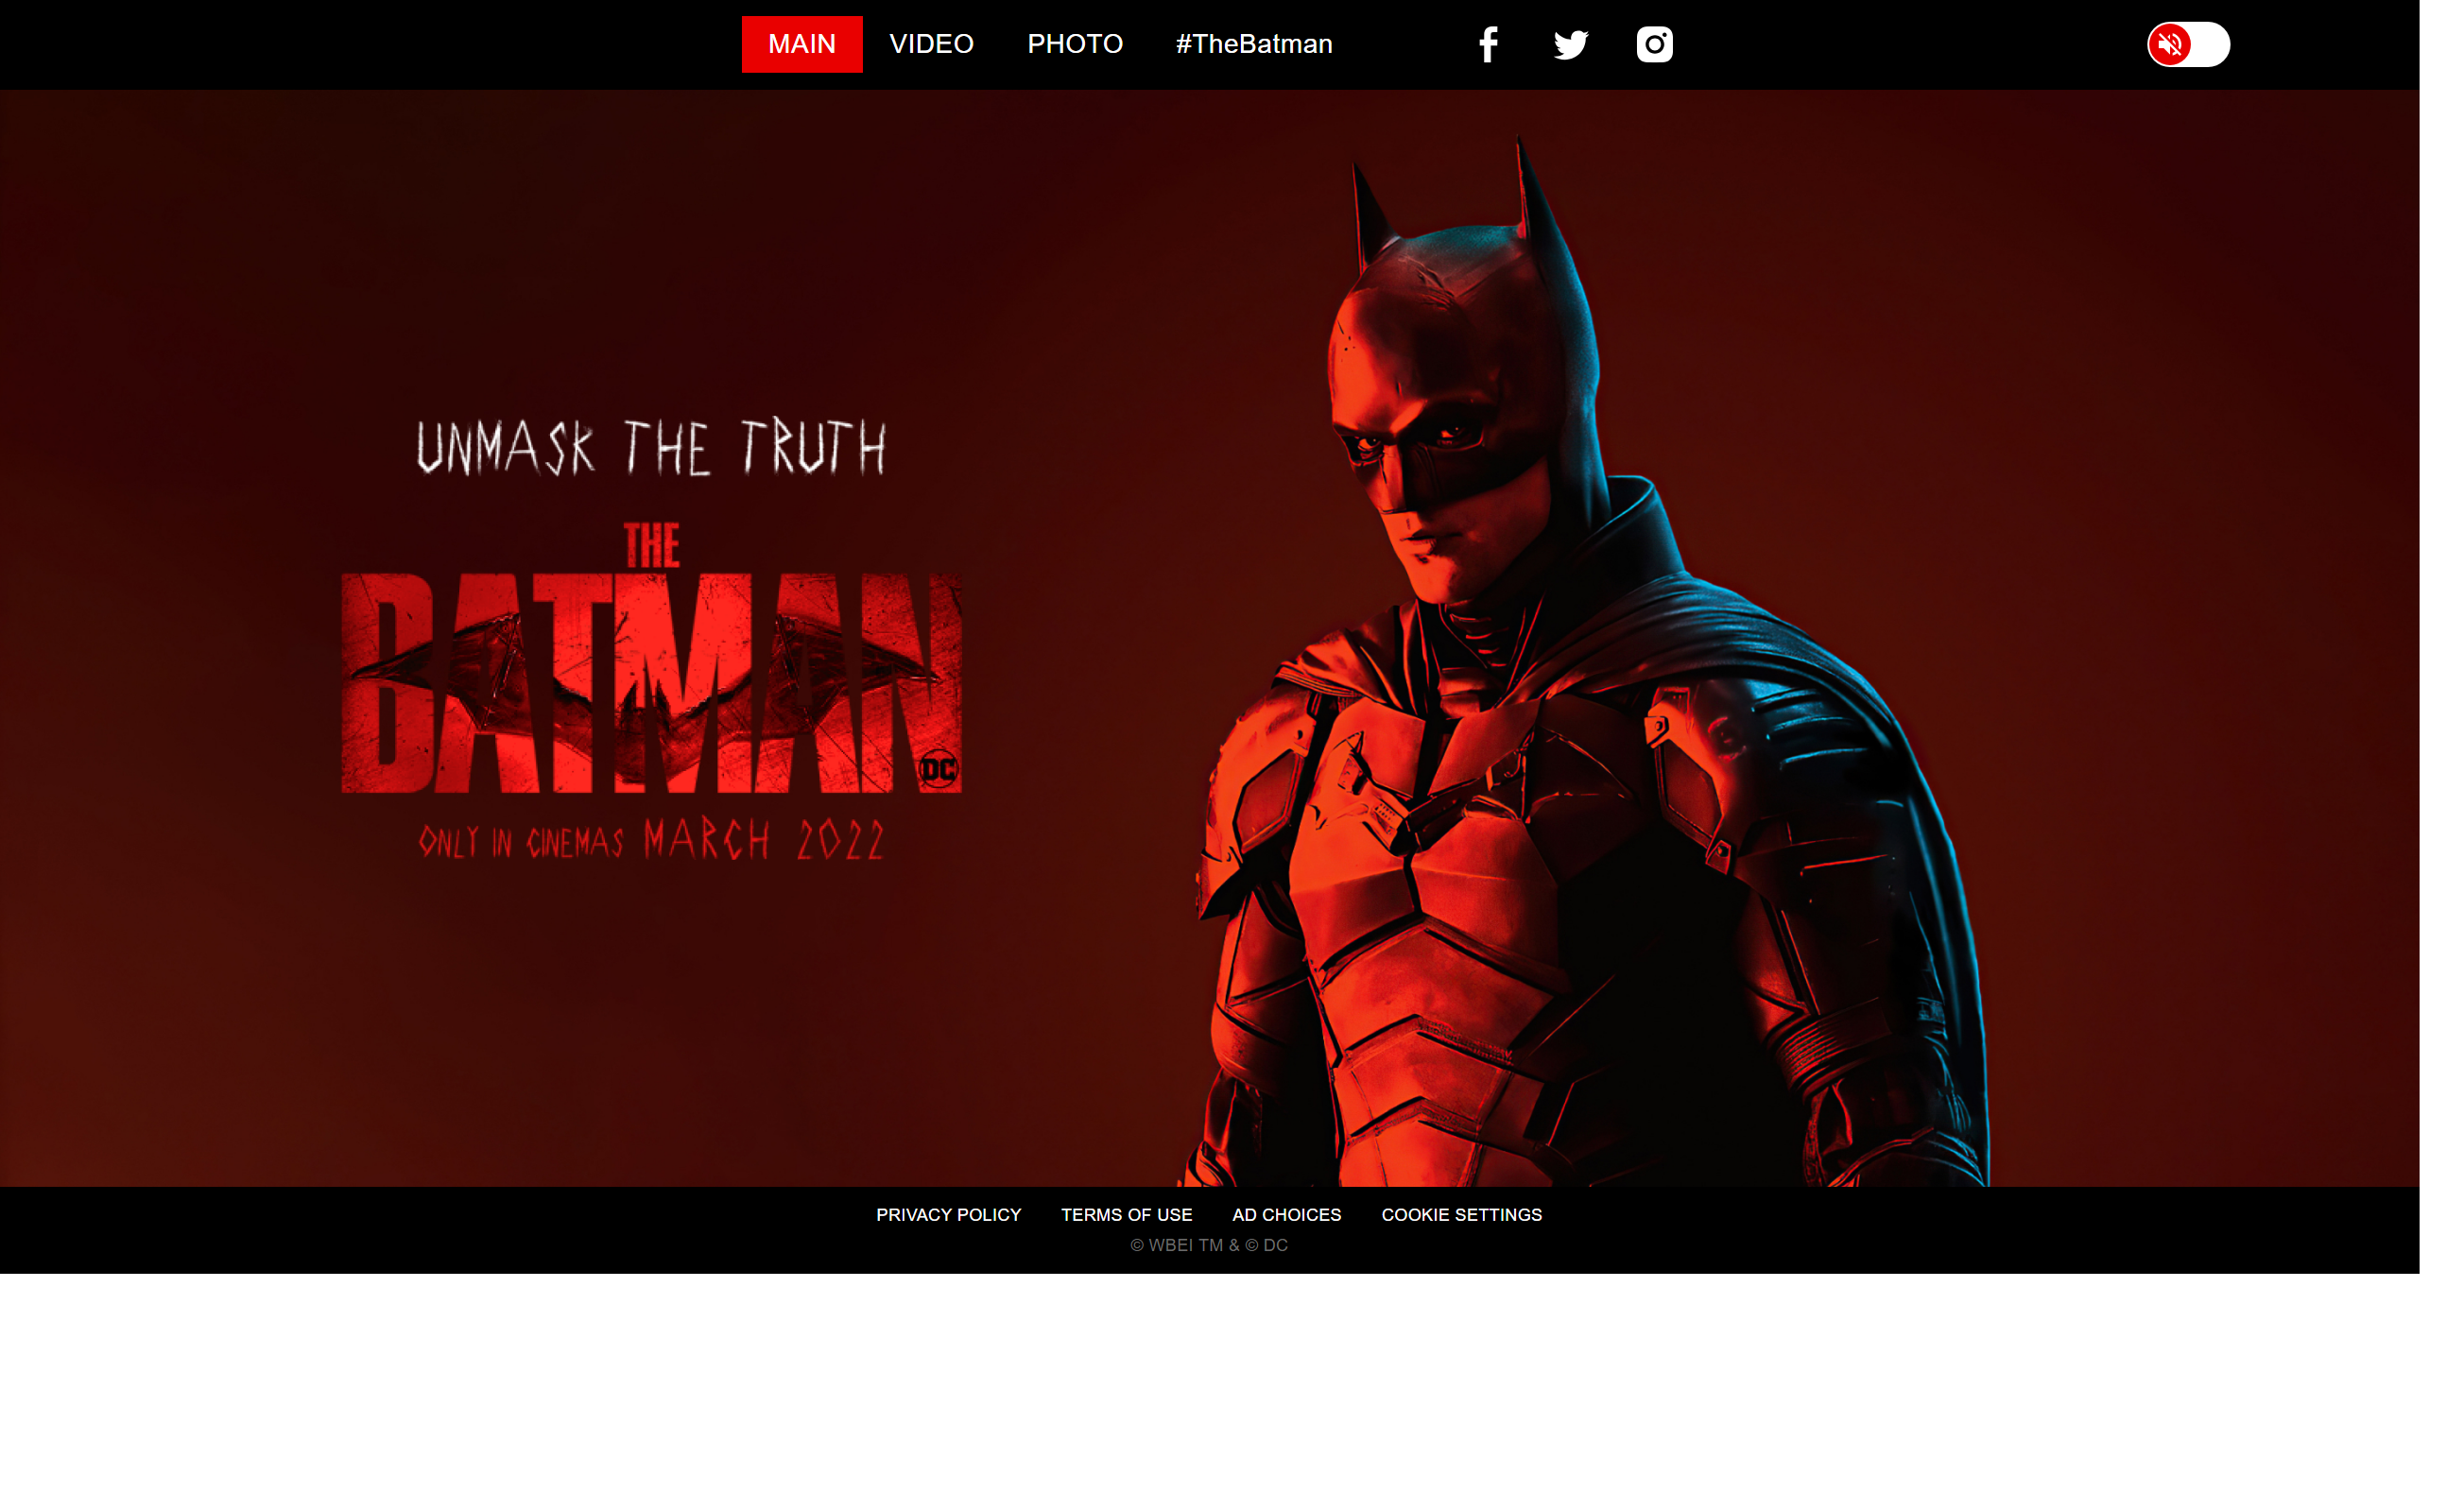 MAIN VIDEO PHOTO #TheBatman
UNMASK THE TRUTH
THE
BATMAN
DC
ONLY IN CINEMAS MARCH 2022
PRIVACY POLICY TERMS OF USE AD CHOICES COOKIE SETTINGS
© WBEI TM & © DC